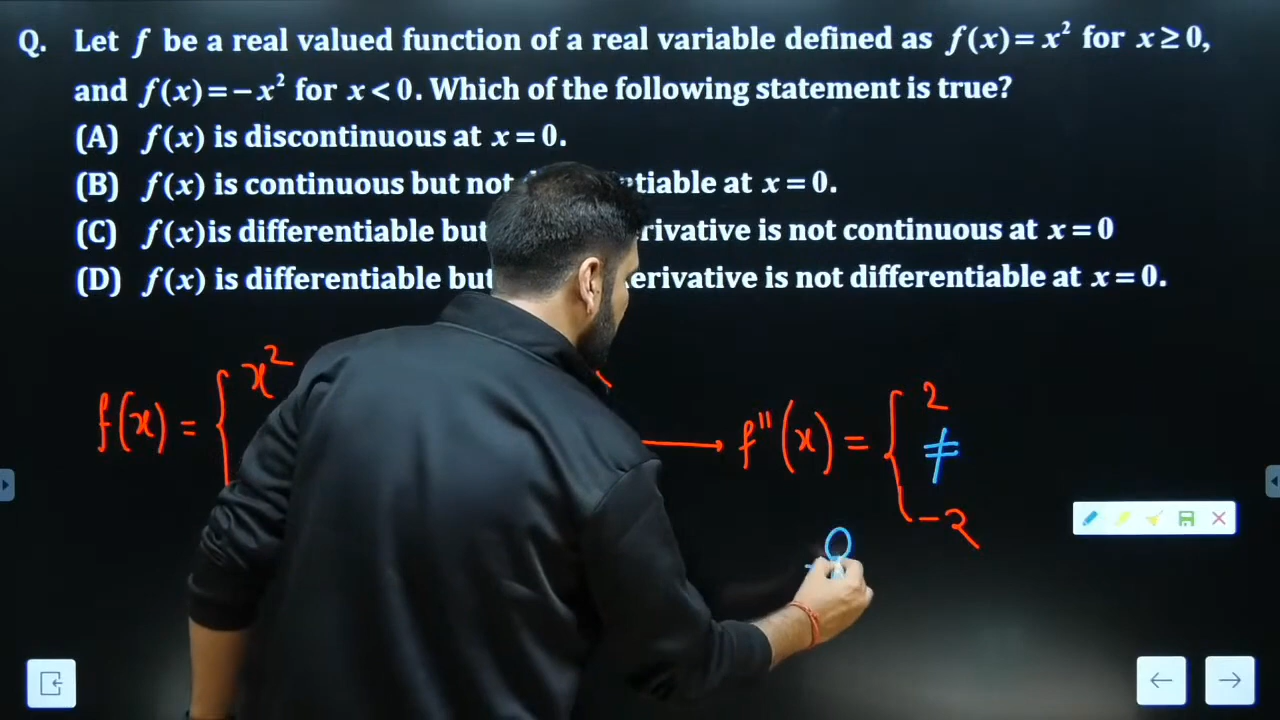 Q. Let f be a real valued function of a real variable defined as f(x) = x² for x ≥ 0,
and f(x) = – x² for x < 0. Which of the following statement is true?
(A) f(x) is discontinuous at x = 0.
(B) f(x) is continuous but not tiable at x = 0.
(C) f(x)is differentiable but rivative is not continuous at x = 0
(D) f(x) is differentiable but erivative is not differentiable at x = 0.
f(x) = { x²
→ f''(x) = { 2
≠
–2